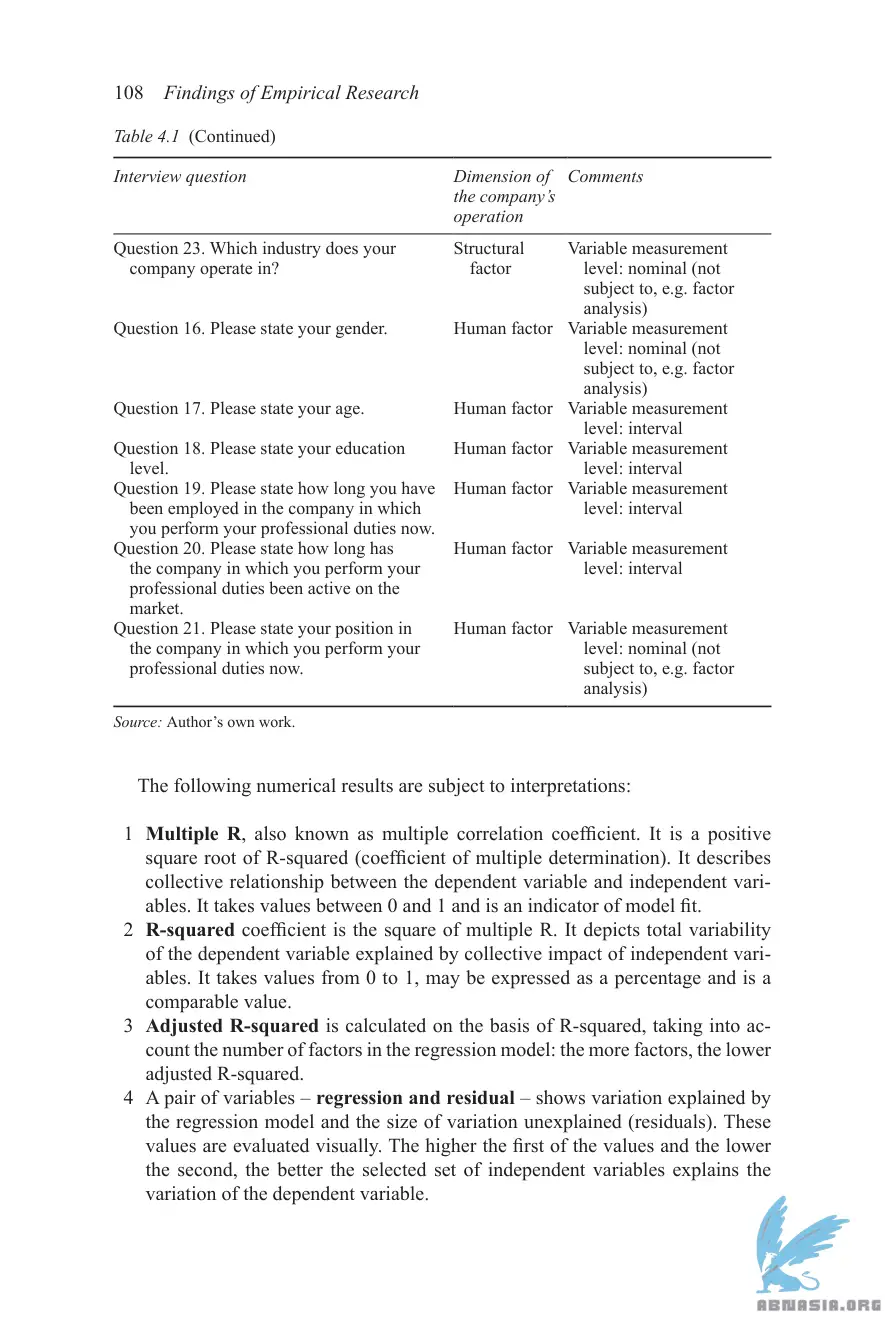 108 Findings of Empirical Research
Table 4.1 (Continued)
Interview question Dimension of Comments
the company’s
operation
Question 23. Which industry does your Structural Variable measurement
company operate in? factor level: nominal (not
subject to, e.g. factor
analysis)
Question 16. Please state your gender. Human factor Variable measurement
level: nominal (not
subject to, e.g. factor
analysis)
Question 17. Please state your age. Human factor Variable measurement
level: interval
Question 18. Please state your education Human factor Variable measurement
level. level: interval
Question 19. Please state how long you have Human factor Variable measurement
been employed in the company in which level: interval
you perform your professional duties now.
Question 20. Please state how long has Human factor Variable measurement
the company in which you perform your level: interval
professional duties been active on the
market.
Question 21. Please state your position in Human factor Variable measurement
the company in which you perform your level: nominal (not
professional duties now. subject to, e.g. factor
analysis)
Source: Author’s own work.
The following numerical results are subject to interpretations:
1 Multiple R, also known as multiple correlation coefficient. It is a positive
square root of R-squared (coefficient of multiple determination). It describes
collective relationship between the dependent variable and independent vari-
ables. It takes values between 0 and 1 and is an indicator of model fit.
2 R-squared coefficient is the square of multiple R. It depicts total variability
of the dependent variable explained by collective impact of independent vari-
ables. It takes values from 0 to 1, may be expressed as a percentage and is a
comparable value.
3 Adjusted R-squared is calculated on the basis of R-squared, taking into ac-
count the number of factors in the regression model: the more factors, the lower
adjusted R-squared.
4 A pair of variables – regression and residual – shows variation explained by
the regression model and the size of variation unexplained (residuals). These
values are evaluated visually. The higher the first of the values and the lower
the second, the better the selected set of independent variables explains the
variation of the dependent variable.
ABNASIA.ORG